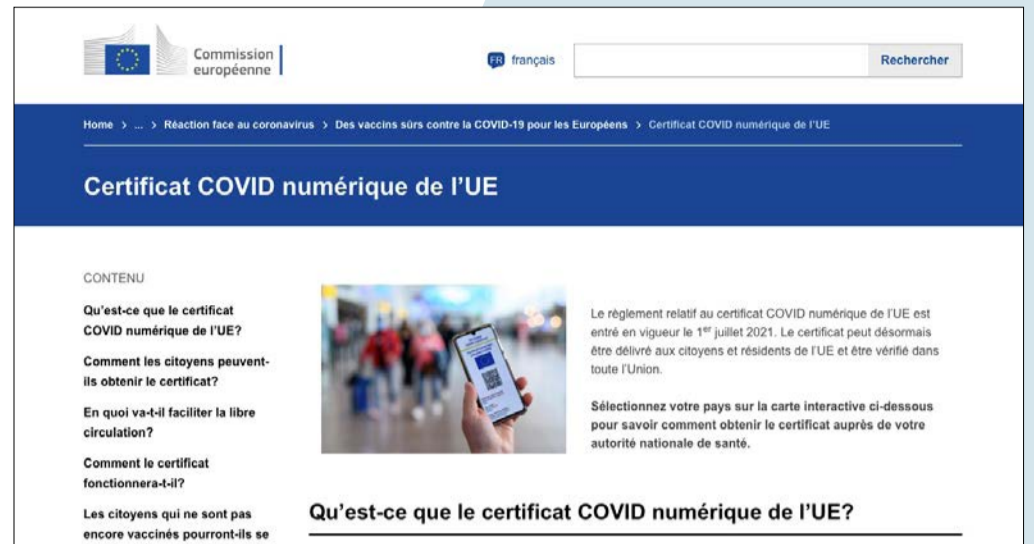 Commission
européenne
FR français
Rechercher
Home > ... > Réaction face au coronavirus > Des vaccins sûrs contre la COVID-19 pour les Européens > Certificat COVID numérique de l'UE
Certificat COVID numérique de l’UE
CONTENU
Qu’est-ce que le certificat
COVID numérique de l’UE?
Comment les citoyens peuvent-
ils obtenir le certificat?
En quoi va-t-il faciliter la libre
circulation?
Comment le certificat
fonctionnera-t-il?
Les citoyens qui ne sont pas
encore vaccinés pourront-ils se
Le règlement relatif au certificat COVID numérique de l’UE est
entré en vigueur le 1er juillet 2021. Le certificat peut désormais
être délivré aux citoyens et résidents de l’UE et être vérifié dans
toute l’Union.
Sélectionnez votre pays sur la carte interactive ci-dessous
pour savoir comment obtenir le certificat auprès de votre
autorité nationale de santé.
Qu’est-ce que le certificat COVID numérique de l’UE?